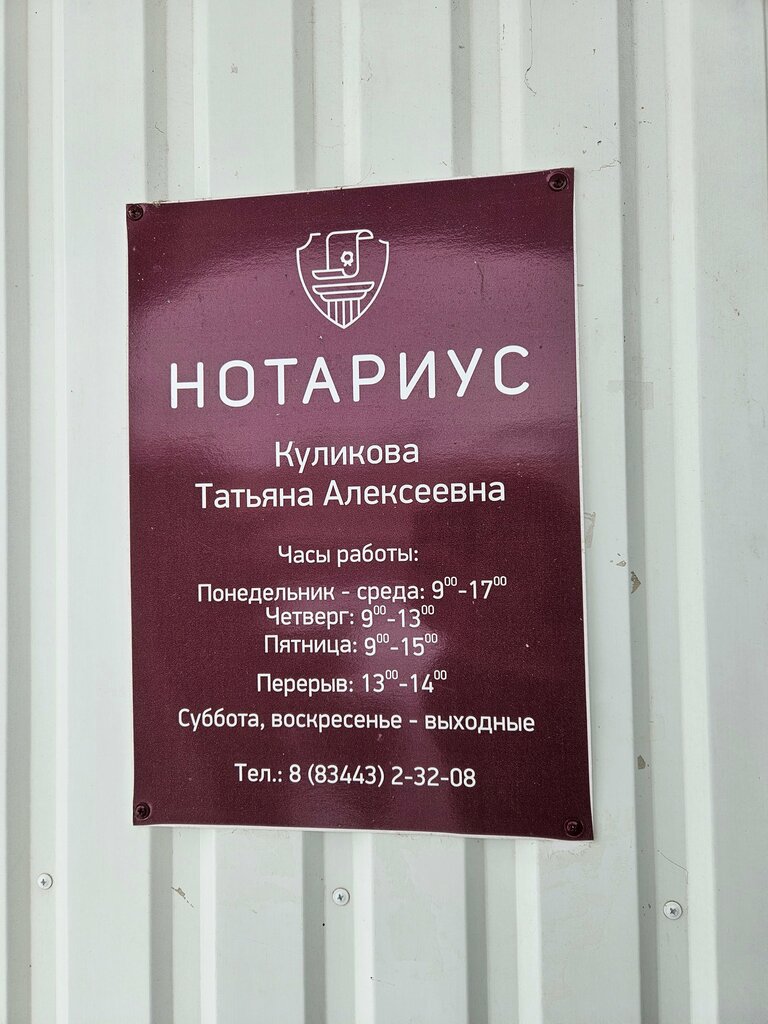 НОТАРИУС
Куликова
Татьяна Алексеевна
Часы работы:
Понедельник - среда: 9⁰⁰-17⁰⁰
Четверг: 9⁰⁰-13⁰⁰
Пятница: 9⁰⁰-15⁰⁰
Перерыв: 13⁰⁰-14⁰⁰
Суббота, воскресенье - выходные
Тел.: 8 (83443) 2-32-08